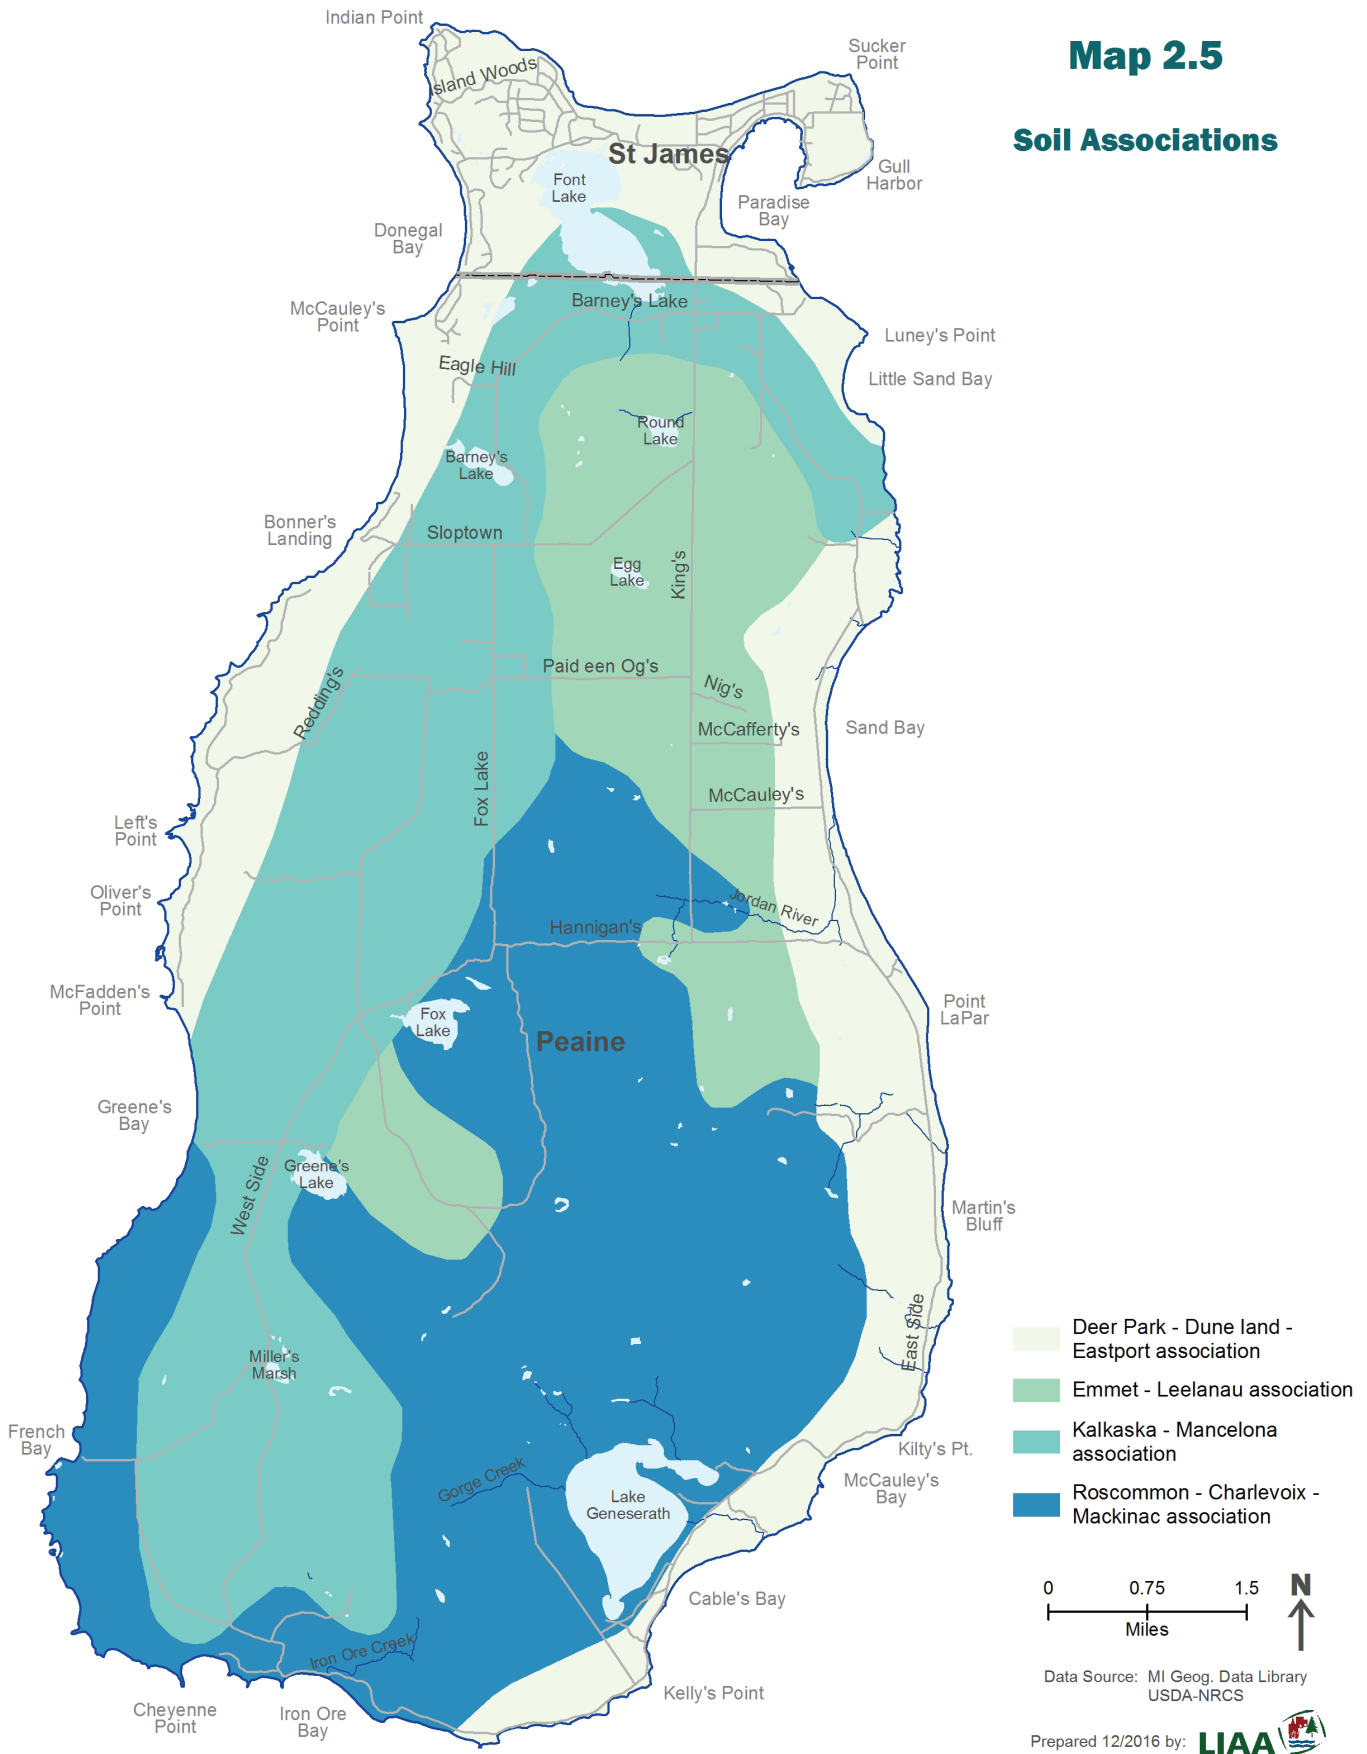 Indian Point
Map 2.5
Sucker
Point
Island Woods
Soil Associations
St James
Gull
Harbor
Font
Lake
Paradise
Bay
Donegal
Bay
McCauley's
Point
Barney's Lake
Luney's Point
Eagle Hill
Little Sand Bay
Round
Lake
Barney's
Lake
Bonner's
Landing
Sloptown
Egg
Lake
King's
Paid een Og's
Nig's
Redding's
McCafferty's
Sand Bay
Fox Lake
McCauley's
Left's
Point
Oliver's
Point
Jordan River
Hannigan's
McFadden's
Point
Point
LaPar
Fox
Lake
Peaine
Greene's
Bay
Greene's
Lake
West Side
Martin's
Bluff
East Side
Miller's
Marsh
Deer Park - Dune land -
Eastport association
Emmet - Leelanau association
Kalkaska - Mancelona
association
Roscommon - Charlevoix -
Mackinac association
French
Bay
Kilty's Pt.
McCauley's
Bay
Gorge Creek
Lake
Geneserath
Cable's Bay
0 0.75 1.5
Miles
N
Iron Ore Creek
Kelly's Point
Cheyenne
Point
Iron Ore
Bay
Data Source: MI Geog. Data Library
USDA-NRCS
Prepared 12/2016 by: LIAA